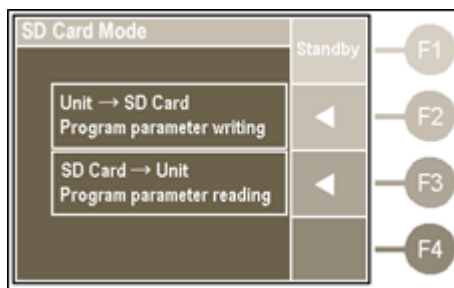 SD Card Mode
Standby
F1
Unit → SD Card
Program parameter writing
F2
SD Card → Unit
Program parameter reading
F3
F4